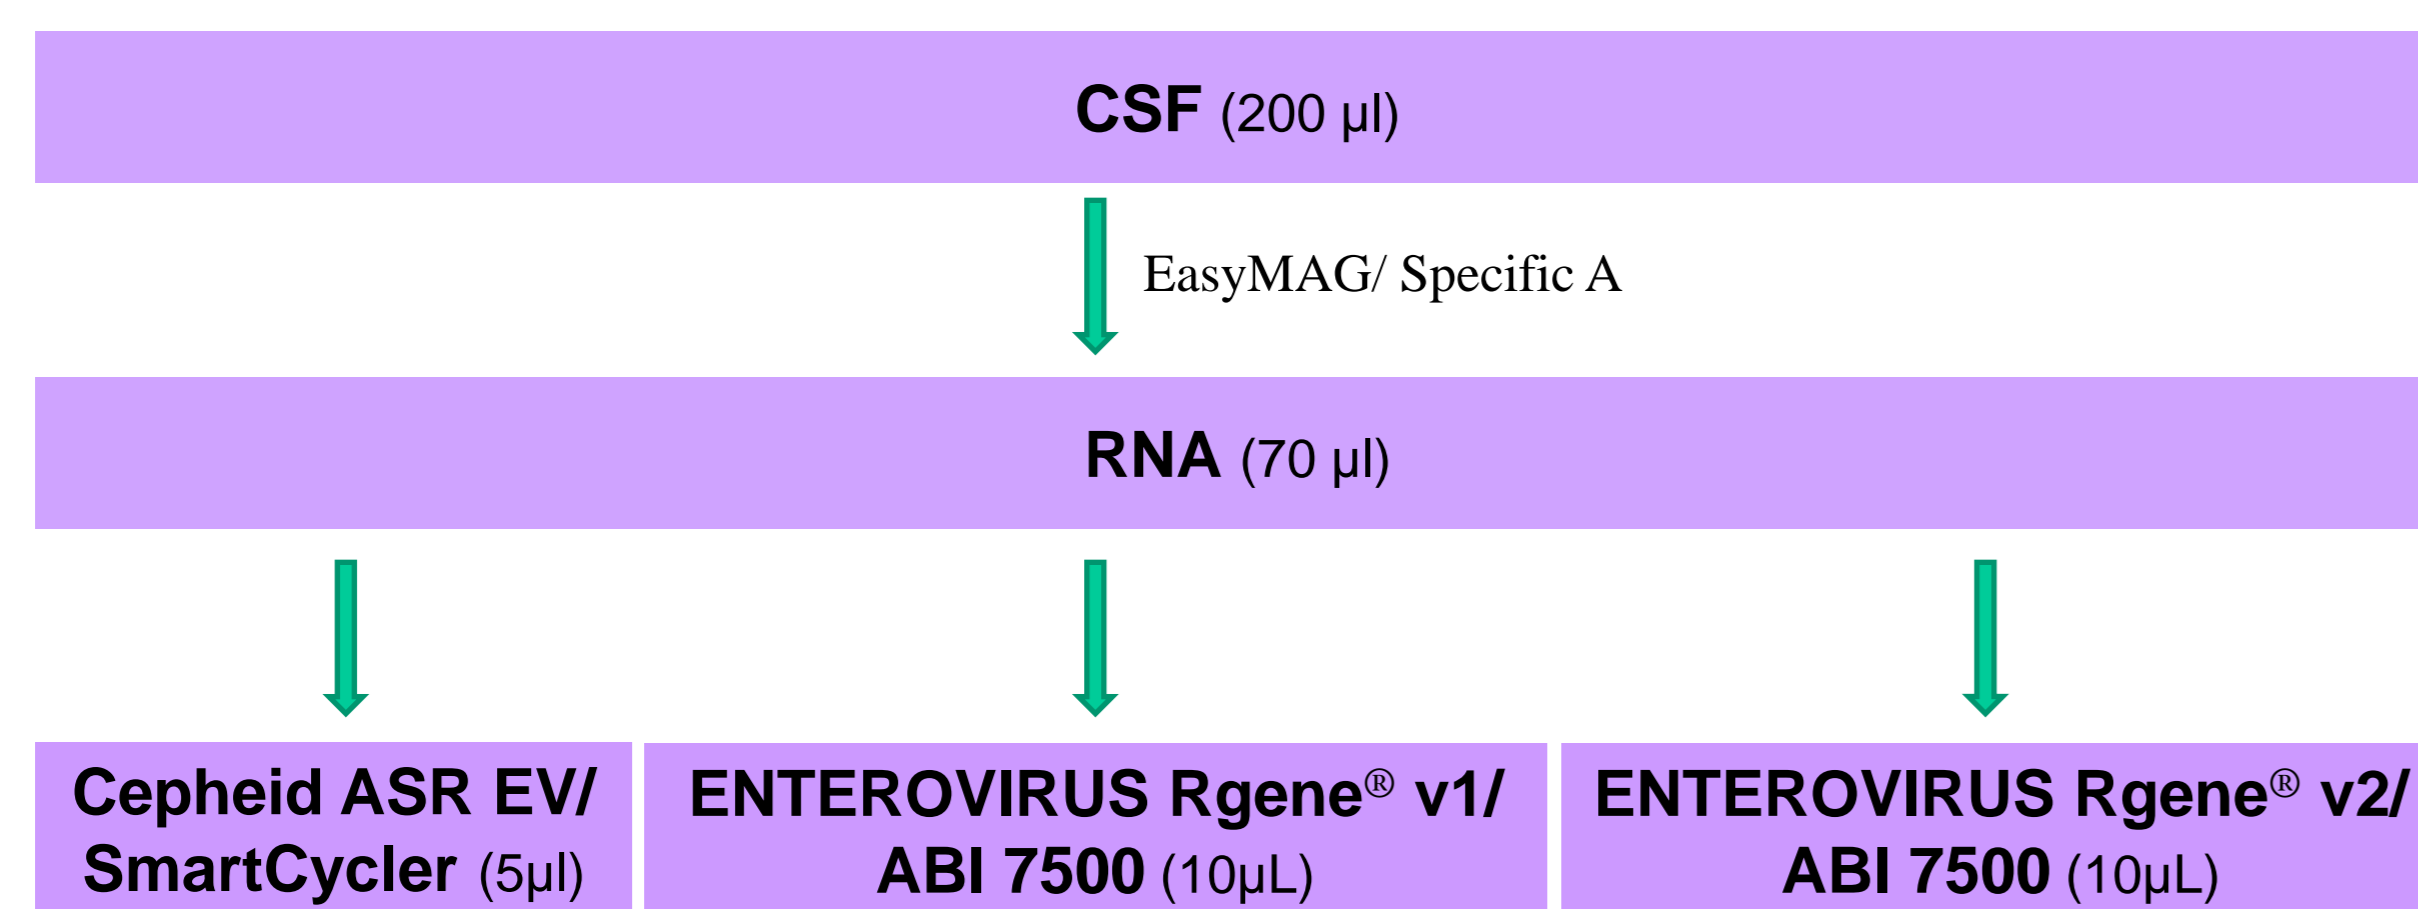 CSF (200 µl)
EasyMAG/ Specific A
RNA (70 µl)
Cepheid ASR EV/
SmartCycler (5µl)
ENTEROVIRUS Rgene® v1/
ABI 7500 (10µL)
ENTEROVIRUS Rgene® v2/
ABI 7500 (10µL)